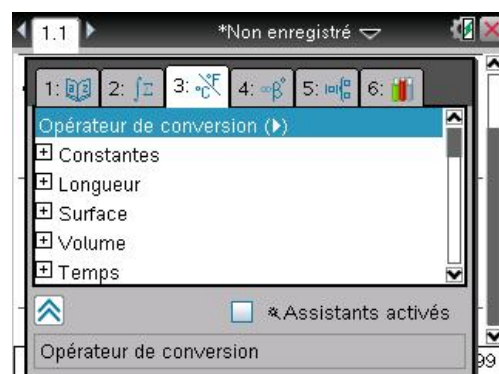 1.1 *Non enregistré
1: 2: ∫Σ 3: °C°F 4: ∞β° 5: 6:
Opérateur de conversion (▶)
Constantes
Longueur
Surface
Volume
Temps
Assistants activés
Opérateur de conversion
99